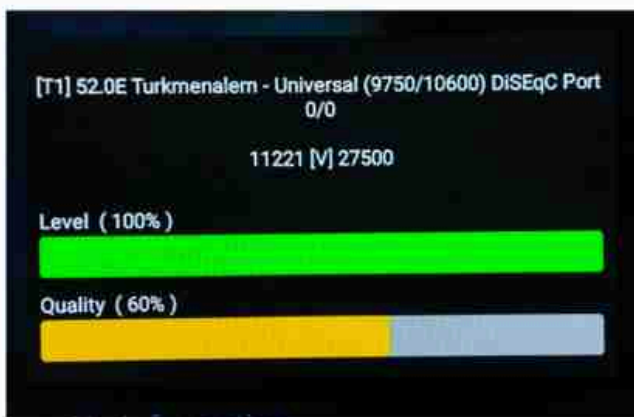 [T1] 52.0E Turkmenalem - Universal (9750/10600) DiSEqC Port
0/0
11221 [V] 27500
Level ( 100% )
Quality ( 60% )